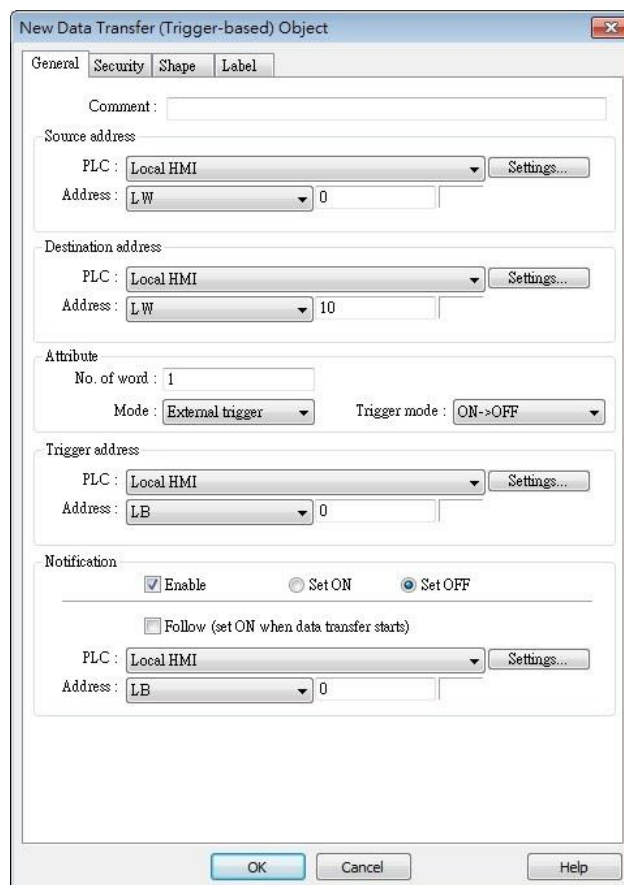 New Data Transfer (Trigger-based) Object
General Security Shape Label
Comment :
Source address
PLC : Local HMI Settings...
Address : LW 0
Destination address
PLC : Local HMI Settings...
Address : LW 10
Attribute
No. of word : 1
Mode : External trigger Trigger mode : ON->OFF
Trigger address
PLC : Local HMI Settings...
Address : LB 0
Notification
Enable Set ON Set OFF
Follow (set ON when data transfer starts)
PLC : Local HMI Settings...
Address : LB 0
OK Cancel Help